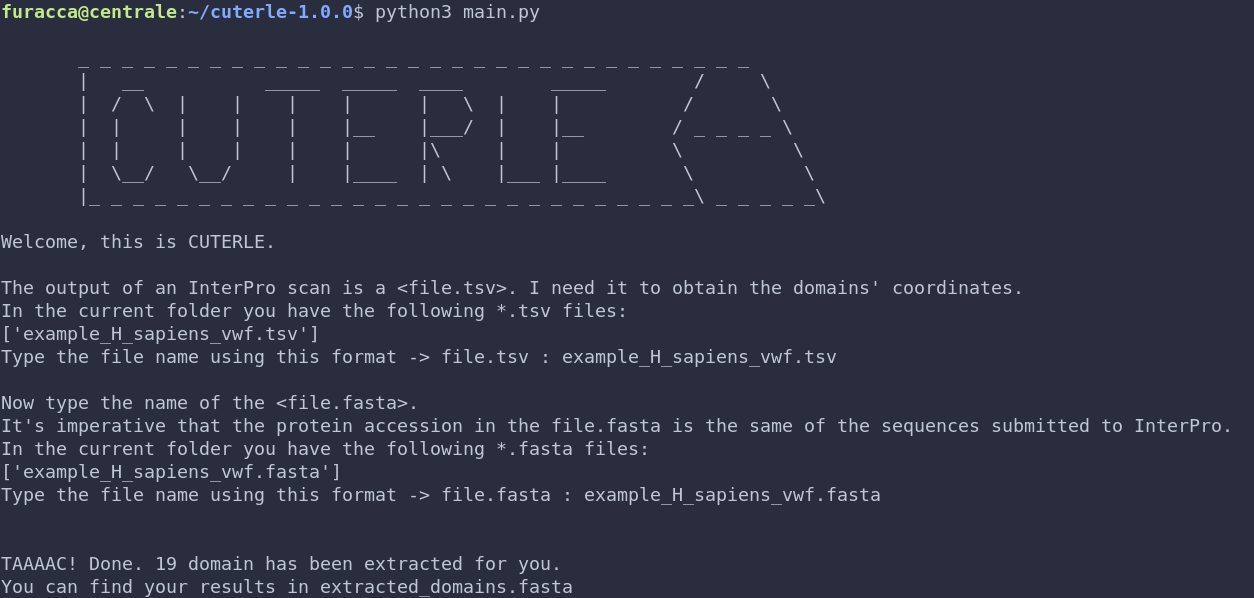 furacca@centrale:~/cuterle-1.0.0$ python3 main.py
CUTERLE
Welcome, this is CUTERLE.
The output of an InterPro scan is a <file.tsv>. I need it to obtain the domains' coordinates.
In the current folder you have the following *.tsv files:
['example_H_sapiens_vwf.tsv']
Type the file name using this format -> file.tsv : example_H_sapiens_vwf.tsv
Now type the name of the <file.fasta>.
It's imperative that the protein accession in the file.fasta is the same of the sequences submitted to InterPro.
In the current folder you have the following *.fasta files:
['example_H_sapiens_vwf.fasta']
Type the file name using this format -> file.fasta : example_H_sapiens_vwf.fasta
TAAAAC! Done. 19 domain has been extracted for you.
You can find your results in extracted_domains.fasta